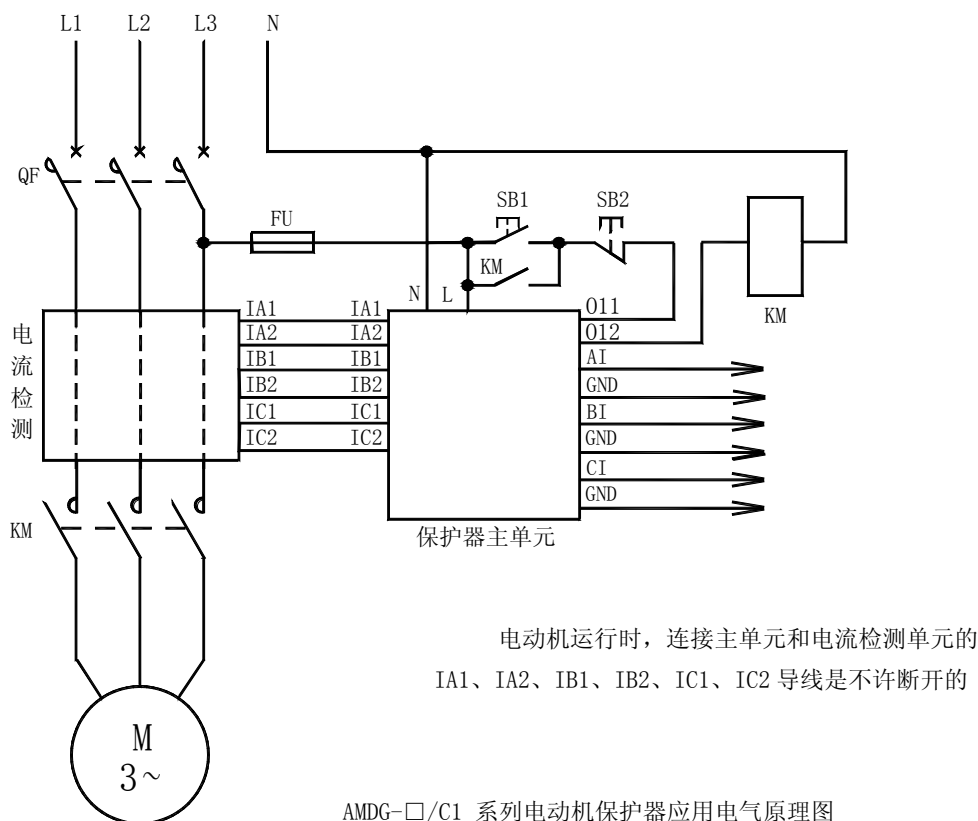 L1 L2 L3 N
QF
SB1 SB2
FU
KM
N L
KM
IA1 IA1 O11
IA2 IA2 O12
IB1 IB1 AI
IB2 IB2 GND
IC1 IC1 BI
IC2 IC2 GND
CI
GND
电流检测
KM
保护器主单元
电动机运行时，连接主单元和电流检测单元的
IA1、IA2、IB1、IB2、IC1、IC2 导线是不许断开的
M
3~
AMDG-□/C1 系列电动机保护器应用电气原理图